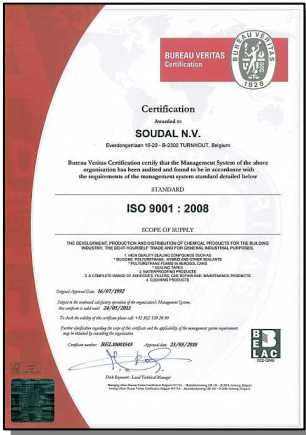 BUREAU VERITAS
Certification
BUREAU VERITAS
1828
Certification
Awarded to
SOUDAL N.V.
Everdongenlaan 18-20 - B-2300 TURNHOUT, Belgium
Bureau Veritas Certification certify that the Management System of the above
organisation has been audited and found to be in accordance with
the requirements of the management system standard detailed below
STANDARD
ISO 9001 : 2008
SCOPE OF SUPPLY
THE DEVELOPMENT, PRODUCTION AND DISTRIBUTION OF CHEMICAL PRODUCTS FOR THE BUILDING
INDUSTRY, THE DO-IT-YOURSELF TRADE AND FOR GENERAL INDUSTRIAL PURPOSES.
1. HIGH QUALITY SEALING COMPOUNDS SUCH AS
* SILICONE, POLYURETHANE, HYBRID AND OTHER SEALANTS
* POLYURETHANE FOAMS IN AEROSOL CANS
* SEALING TAPES
2. WATERPROOFING PRODUCTS
3. A COMPLETE RANGE OF ADHESIVES, FILLERS, CAR REPAIR AND MAINTENANCE PRODUCTS
4. CLEANING PRODUCTS
Original Approval Date: 16/07/1992
Subject to the continued satisfactory operation of the organisation's Management System,
this certificate is valid until: 24/05/2013
To check the validity of this certificate please call: +32 (0)2 520 20 90
Further clarification regarding the scope of this certificate and the applicability of the management system requirements
may be obtained by consulting the organisation
Certificate number: Approval date: 25/05/2010
BELAC
Dirk Ruymen - Local Technical Manager